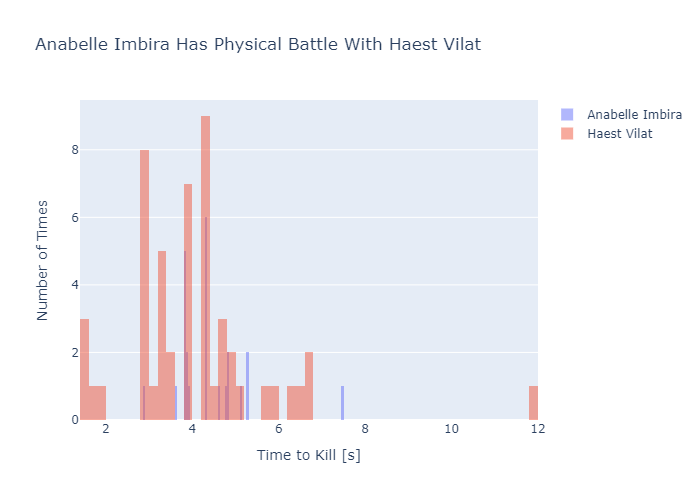 Anabelle Imbira Has Physical Battle With Haest Vilat
Anabelle Imbira
Haest Vilat
Number of Times
8
6
4
2
0
2
4
6
8
10
12
Time to Kill [s]